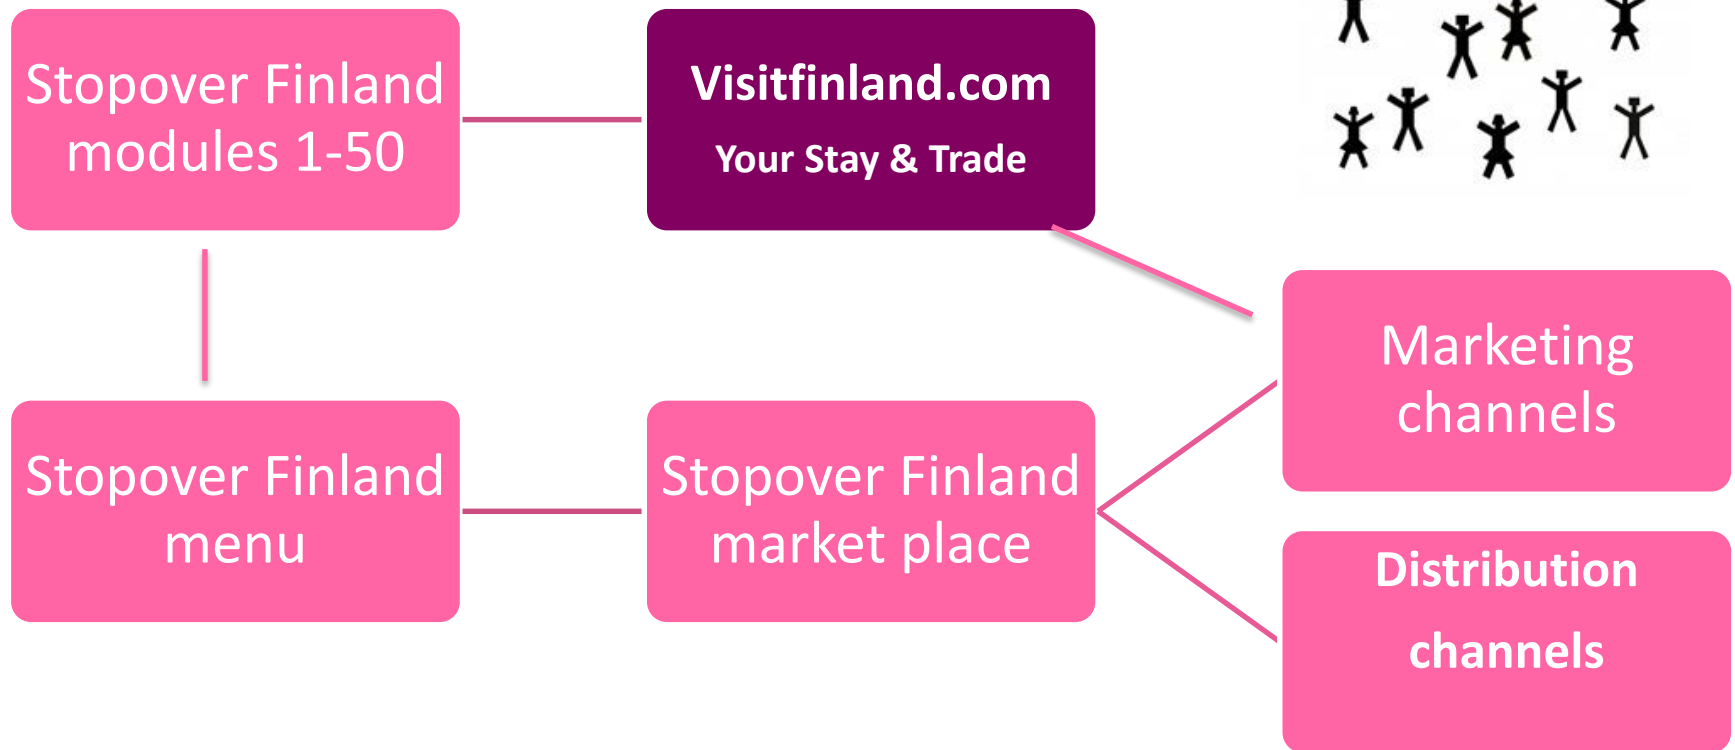 Stopover Finland
modules 1-50
Visitfinland.com
Your Stay & Trade
Marketing
channels
Stopover Finland
menu
Stopover Finland
market place
Distribution
channels